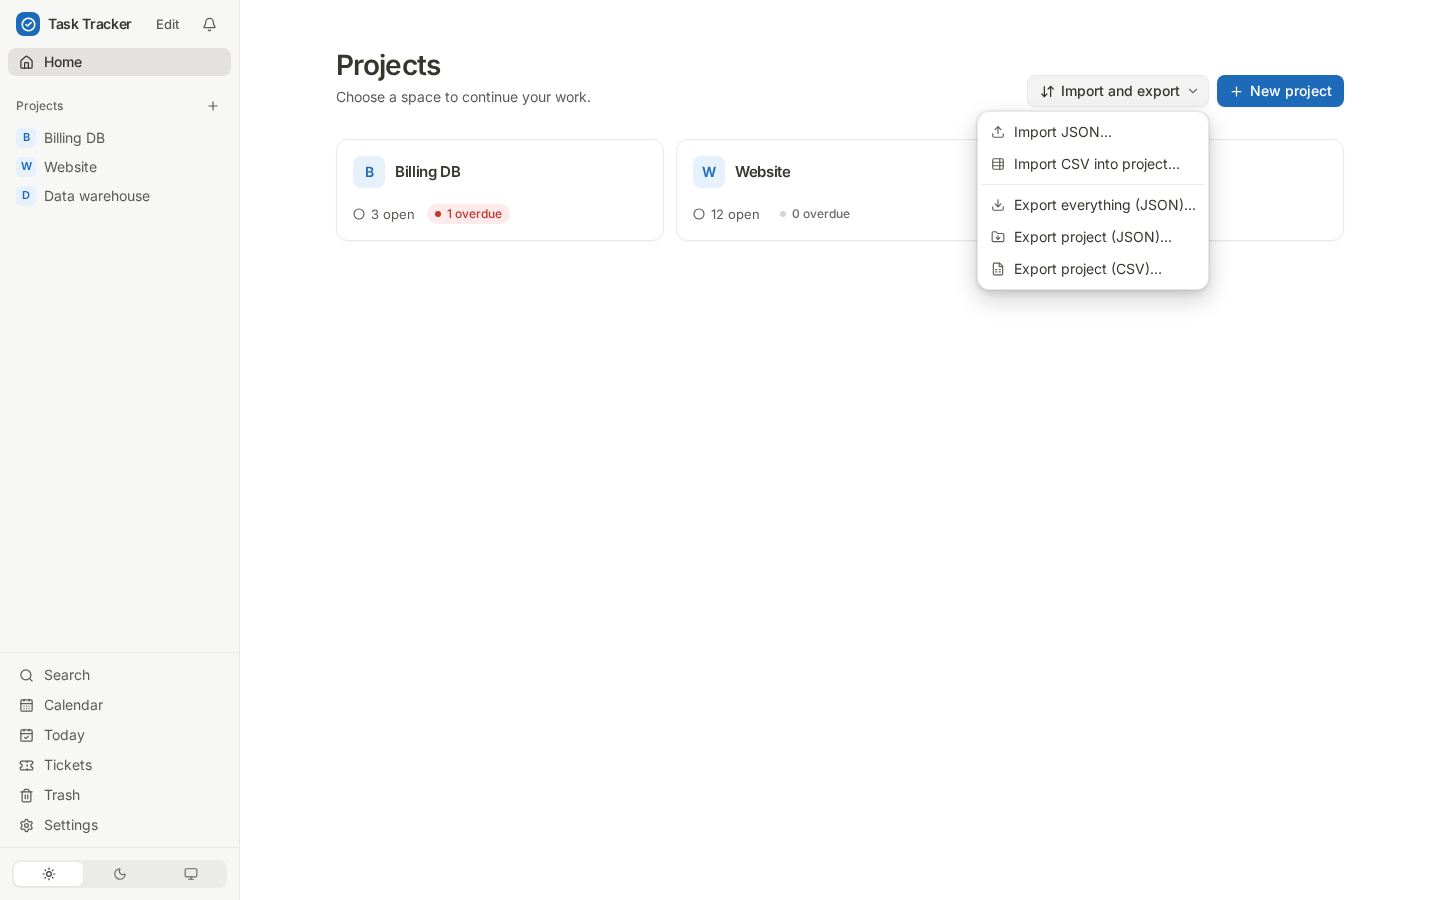 Task Tracker
Edit
Home
Projects
B Billing DB
W Website
D Data warehouse
Search
Calendar
Today
Tickets
Trash
Settings
Projects
Choose a space to continue your work.
Import and export
New project
Import JSON...
Import CSV into project...
Export everything (JSON)...
Export project (JSON)...
Export project (CSV)...
B Billing DB
3 open 1 overdue
W Website
12 open 0 overdue